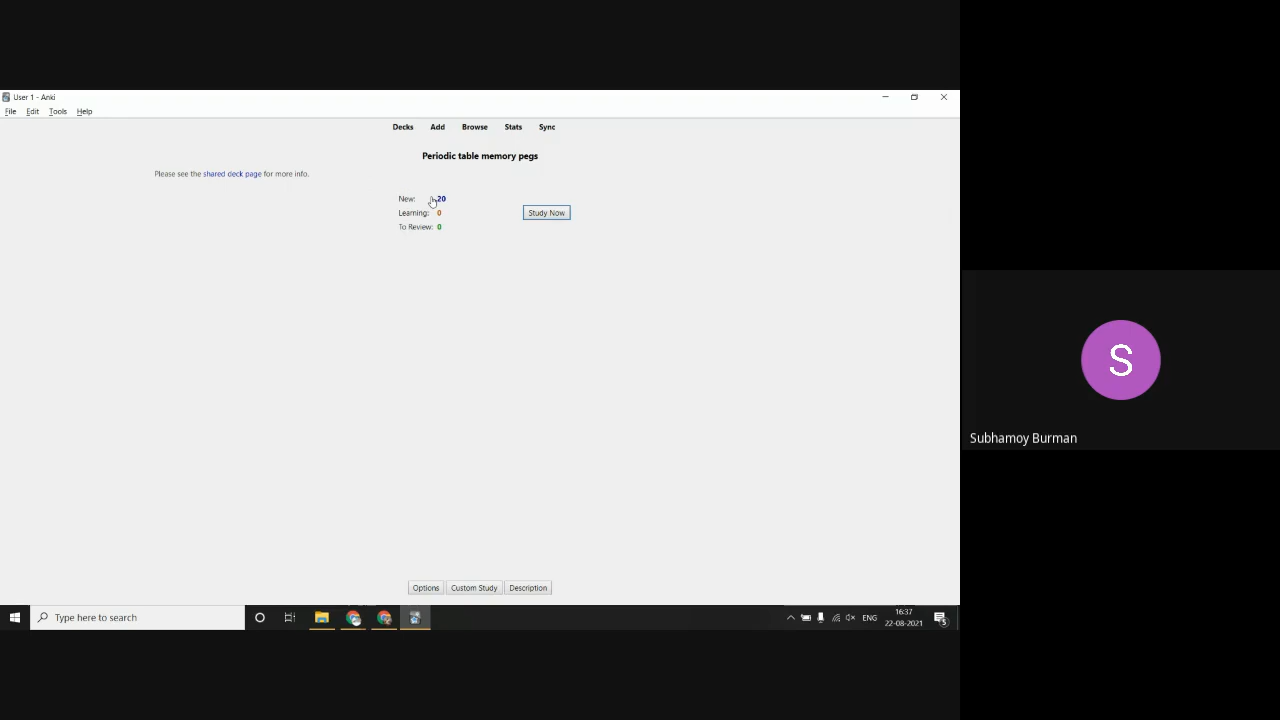 User 1 - Anki
File Edit Tools Help
Decks Add Browse Stats Sync
Periodic table memory pegs
Please see the shared deck page for more info.
New: 20
Learning: 0
To Review: 0
Study Now
S
Subhamoy Burman
Options Custom Study Description
Type here to search
ENG
16:37
22-08-2021
5